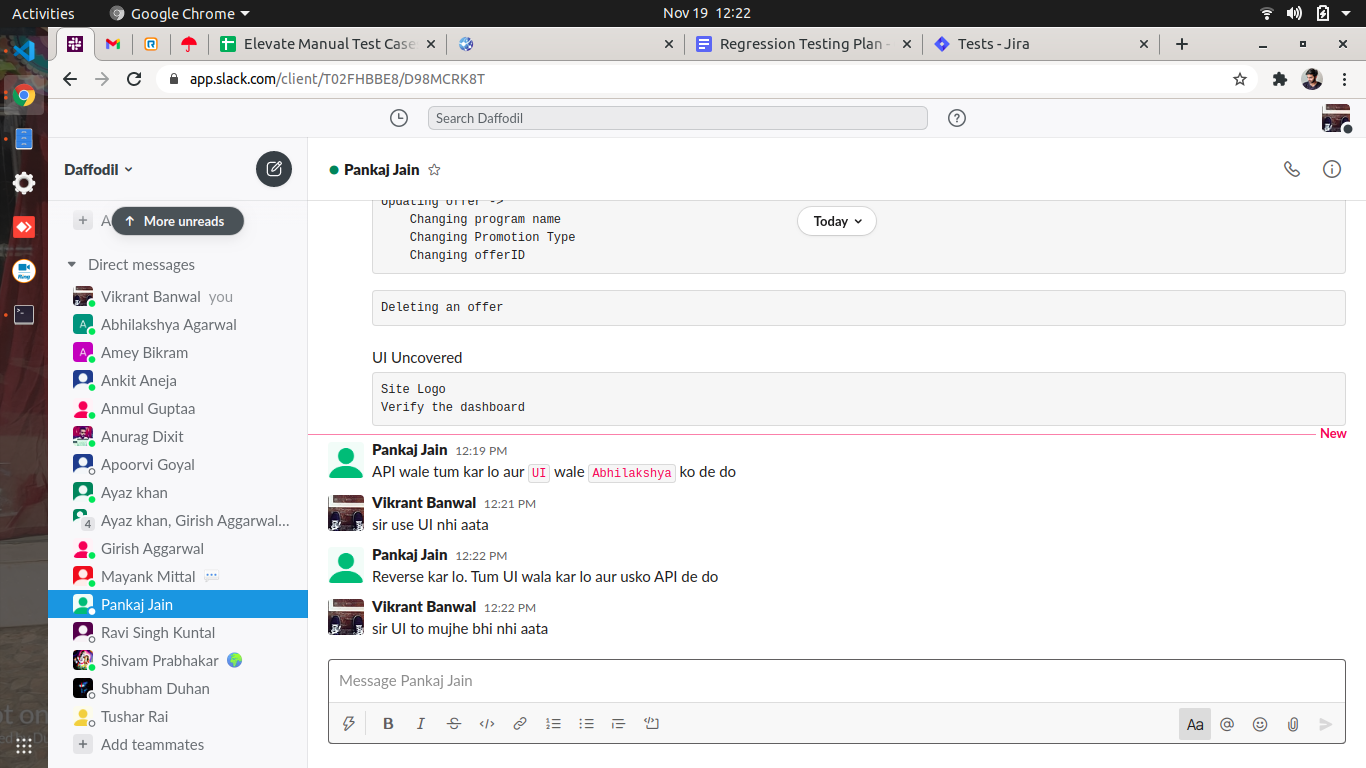 Activities
Google Chrome
Nov 19 12:22
Elevate Manual Test Case
Regression Testing Plan -
Tests - Jira
app.slack.com/client/T02FHBBE8/D98MCRK8T
Search Daffodil
Daffodil
Pankaj Jain
A
More unreads
Direct messages
Vikrant Banwal you
A Abhilakshya Agarwal
A Amey Bikram
Ankit Aneja
Anmul Guptaa
Anurag Dixit
Apoorvi Goyal
Ayaz khan
4 Ayaz khan, Girish Aggarwal...
Girish Aggarwal
Mayank Mittal
Pankaj Jain
Ravi Singh Kuntal
Shivam Prabhakar
Shubham Duhan
Tushar Rai
+ Add teammates
Today
Updating offer ->
Changing program name
Changing Promotion Type
Changing offerID
Deleting an offer
UI Uncovered
Site Logo
Verify the dashboard
New
Pankaj Jain 12:19 PM
API wale tum kar lo aur UI wale Abhilakshya ko de do
Vikrant Banwal 12:21 PM
sir use UI nhi aata
Pankaj Jain 12:22 PM
Reverse kar lo. Tum UI wala kar lo aur usko API de do
Vikrant Banwal 12:22 PM
sir UI to mujhe bhi nhi aata
Message Pankaj Jain
B I S </> Aa @